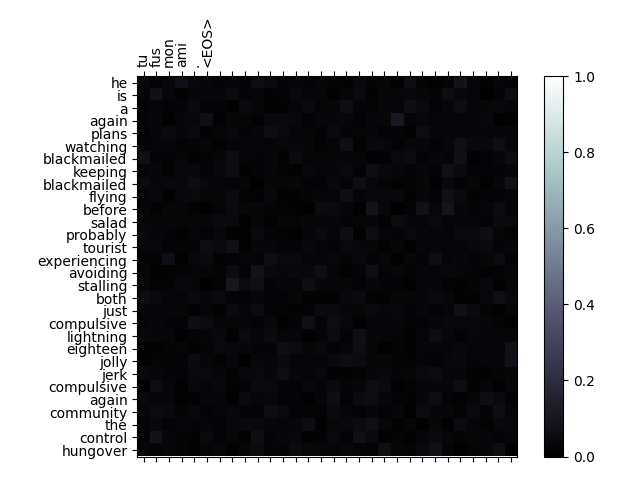 tu
fus
mon
ami
.
<EOS>
he
is
a
again
plans
watching
blackmailed
keeping
blackmailed
flying
before
salad
probably
tourist
experiencing
avoiding
stalling
both
just
compulsive
lightning
eighteen
jolly
jerk
compulsive
again
community
the
control
hungover
1.0
0.8
0.6
0.4
0.2
0.0